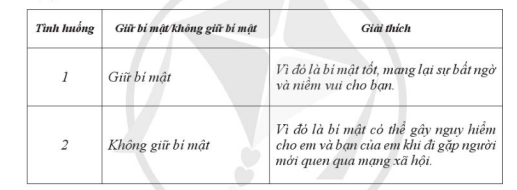 Tình huống Giữ bí mật/không giữ bí mật Giải thích
1 Giữ bí mật Vì đó là bí mật tốt, mang lại sự bất ngờ
và niềm vui cho bạn.
2 Không giữ bí mật Vì đó là bí mật có thể gây nguy hiểm
cho em và bạn của em khi đi gặp người
mới quen qua mạng xã hội.